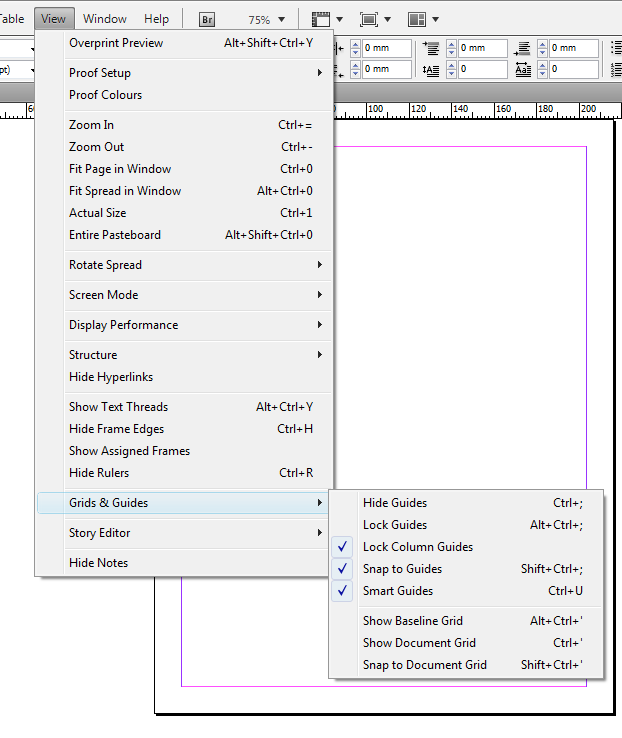 Table View Window Help Br 75%
0 mm 0 mm 0 mm
pt) 0 mm 0 0
60 100 120 140 160 180 200
Overprint Preview Alt+Shift+Ctrl+Y
Proof Setup
Proof Colours
Zoom In Ctrl+=
Zoom Out Ctrl+-
Fit Page in Window Ctrl+0
Fit Spread in Window Alt+Ctrl+0
Actual Size Ctrl+1
Entire Pasteboard Alt+Shift+Ctrl+0
Rotate Spread
Screen Mode
Display Performance
Structure
Hide Hyperlinks
Show Text Threads Alt+Ctrl+Y
Hide Frame Edges Ctrl+H
Show Assigned Frames
Hide Rulers Ctrl+R
Grids & Guides
Story Editor
Hide Notes
Hide Guides Ctrl+;
Lock Guides Alt+Ctrl+;
Lock Column Guides
Snap to Guides Shift+Ctrl+;
Smart Guides Ctrl+U
Show Baseline Grid Alt+Ctrl+'
Show Document Grid Ctrl+'
Snap to Document Grid Shift+Ctrl+'